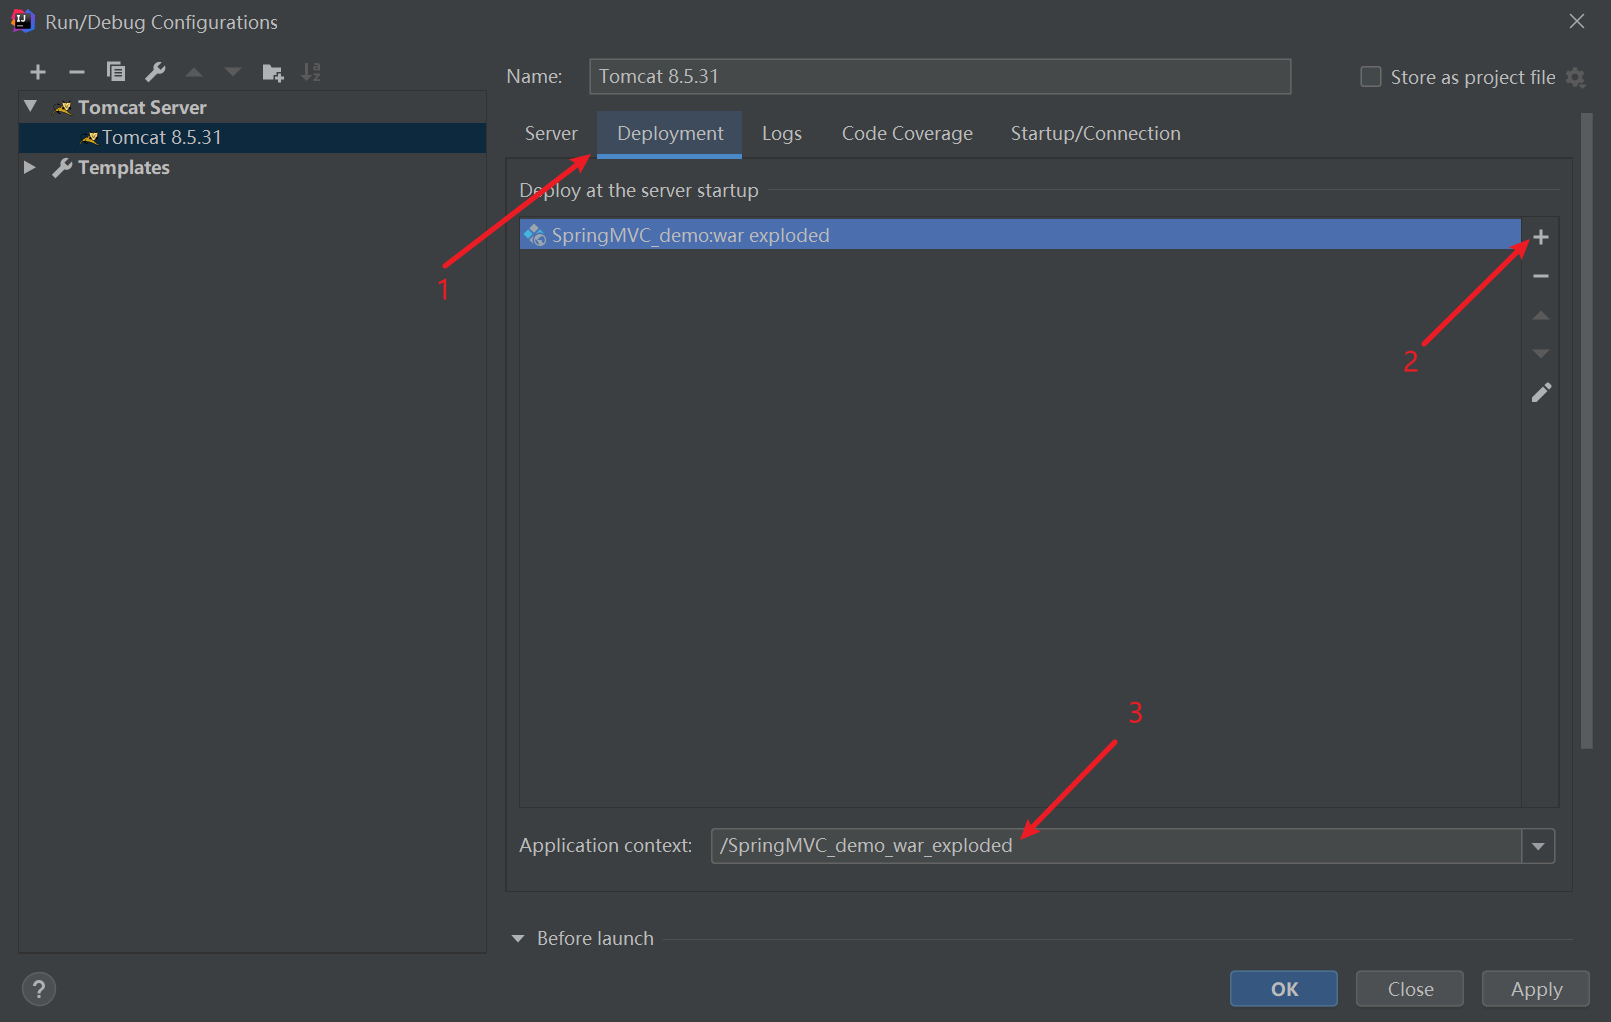 Run/Debug Configurations
Name: Tomcat 8.5.31 Store as project file
Tomcat Server
Tomcat 8.5.31
Templates
Server Deployment Logs Code Coverage Startup/Connection
Deploy at the server startup
SpringMVC_demo:war exploded
1
2
3
Application context: /SpringMVC_demo_war_exploded
Before launch
?
OK Close Apply